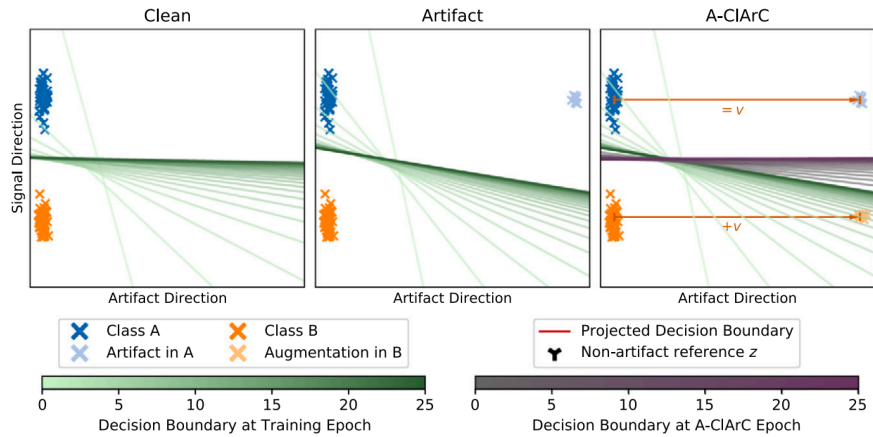 Clean
Artifact
A-ClArC
Signal Direction
= v
+v
Artifact Direction
Artifact Direction
Artifact Direction
Class A
Class B
Artifact in A
Augmentation in B
Projected Decision Boundary
Non-artifact reference z
0 5 10 15 20 25
Decision Boundary at Training Epoch
0 5 10 15 20 25
Decision Boundary at A-ClArC Epoch